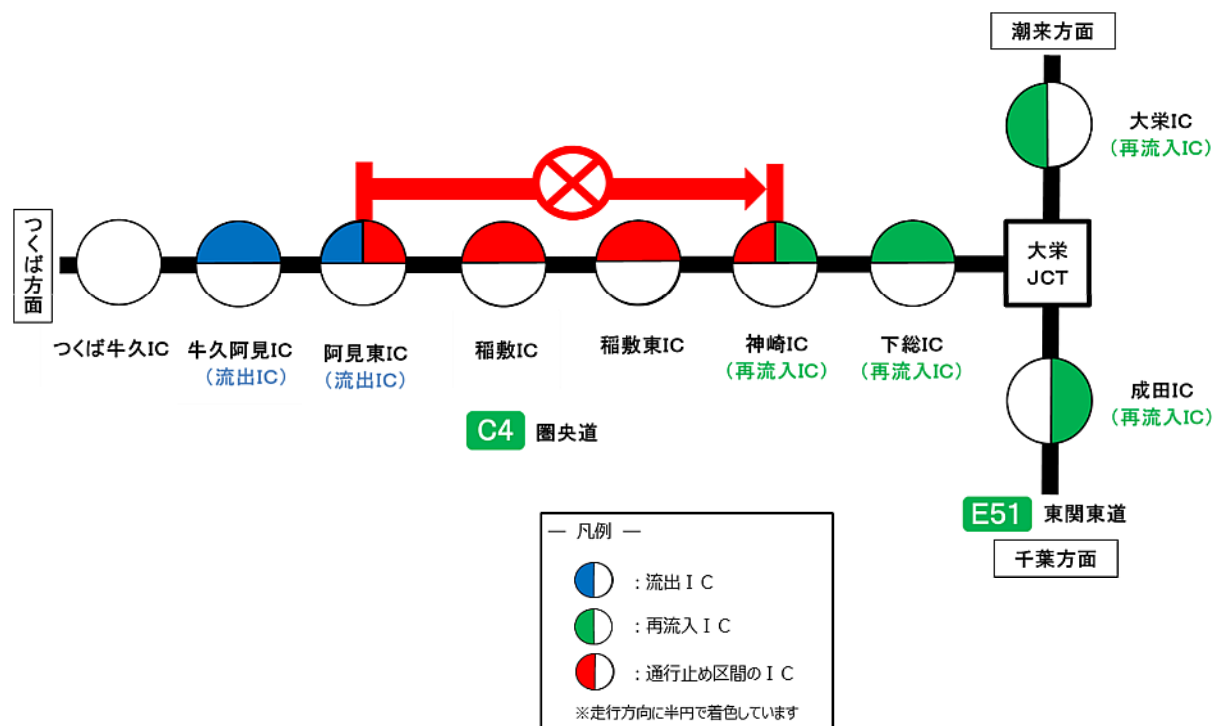 潮来方面
大栄IC
（再流入IC）
つくば方面
大栄
JCT
つくば牛久IC
牛久阿見IC
（流出IC）
阿見東IC
（流出IC）
稲敷IC
稲敷東IC
神崎IC
（再流入IC）
下総IC
（再流入IC）
成田IC
（再流入IC）
C4 圏央道
E51 東関東道
千葉方面
― 凡例 ―
：流出ＩＣ
：再流入ＩＣ
：通行止め区間のＩＣ
※走行方向に半円で着色しています